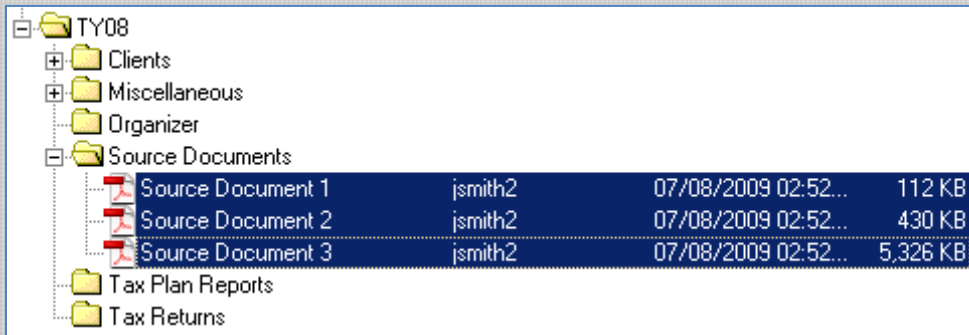 TY08
Clients
Miscellaneous
Organizer
Source Documents
Source Document 1 jsmith2 07/08/2009 02:52... 112 KB
Source Document 2 jsmith2 07/08/2009 02:52... 430 KB
Source Document 3 jsmith2 07/08/2009 02:52... 5,326 KB
Tax Plan Reports
Tax Returns